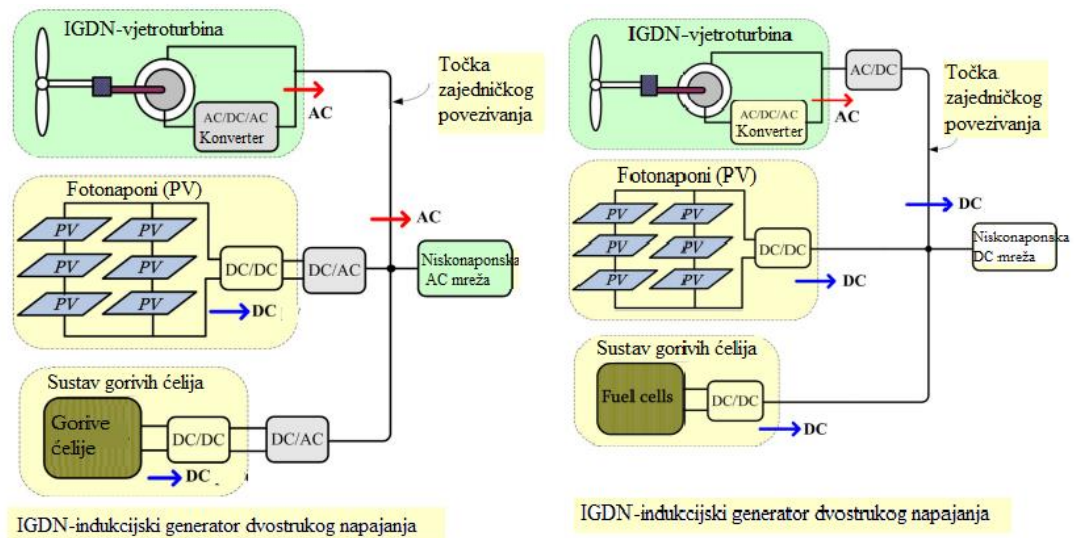 IGDN-vjetroturbina
AC/DC/AC
Konverter
AC
Točka
zajedničkog
povezivanja
Fotonaponi (PV)
PV PV
PV PV
PV PV
DC/DC
DC
DC/AC
AC
Niskonaponska
AC mreža
Sustav gorivih ćelija
Gorive
ćelije
DC/DC
DC
DC/AC
IGDN-indukcijski generator dvostrukog napajanja
IGDN-vjetroturbina
AC/DC/AC
Konverter
AC
AC/DC
Točka
zajedničkog
povezivanja
DC
Fotonaponi (PV)
PV PV
PV PV
PV PV
DC/DC
DC
Niskonaponska
DC mreža
Sustav gorivih ćelija
Fuel cells
DC/DC
DC
IGDN-indukcijski generator dvostrukog napajanja